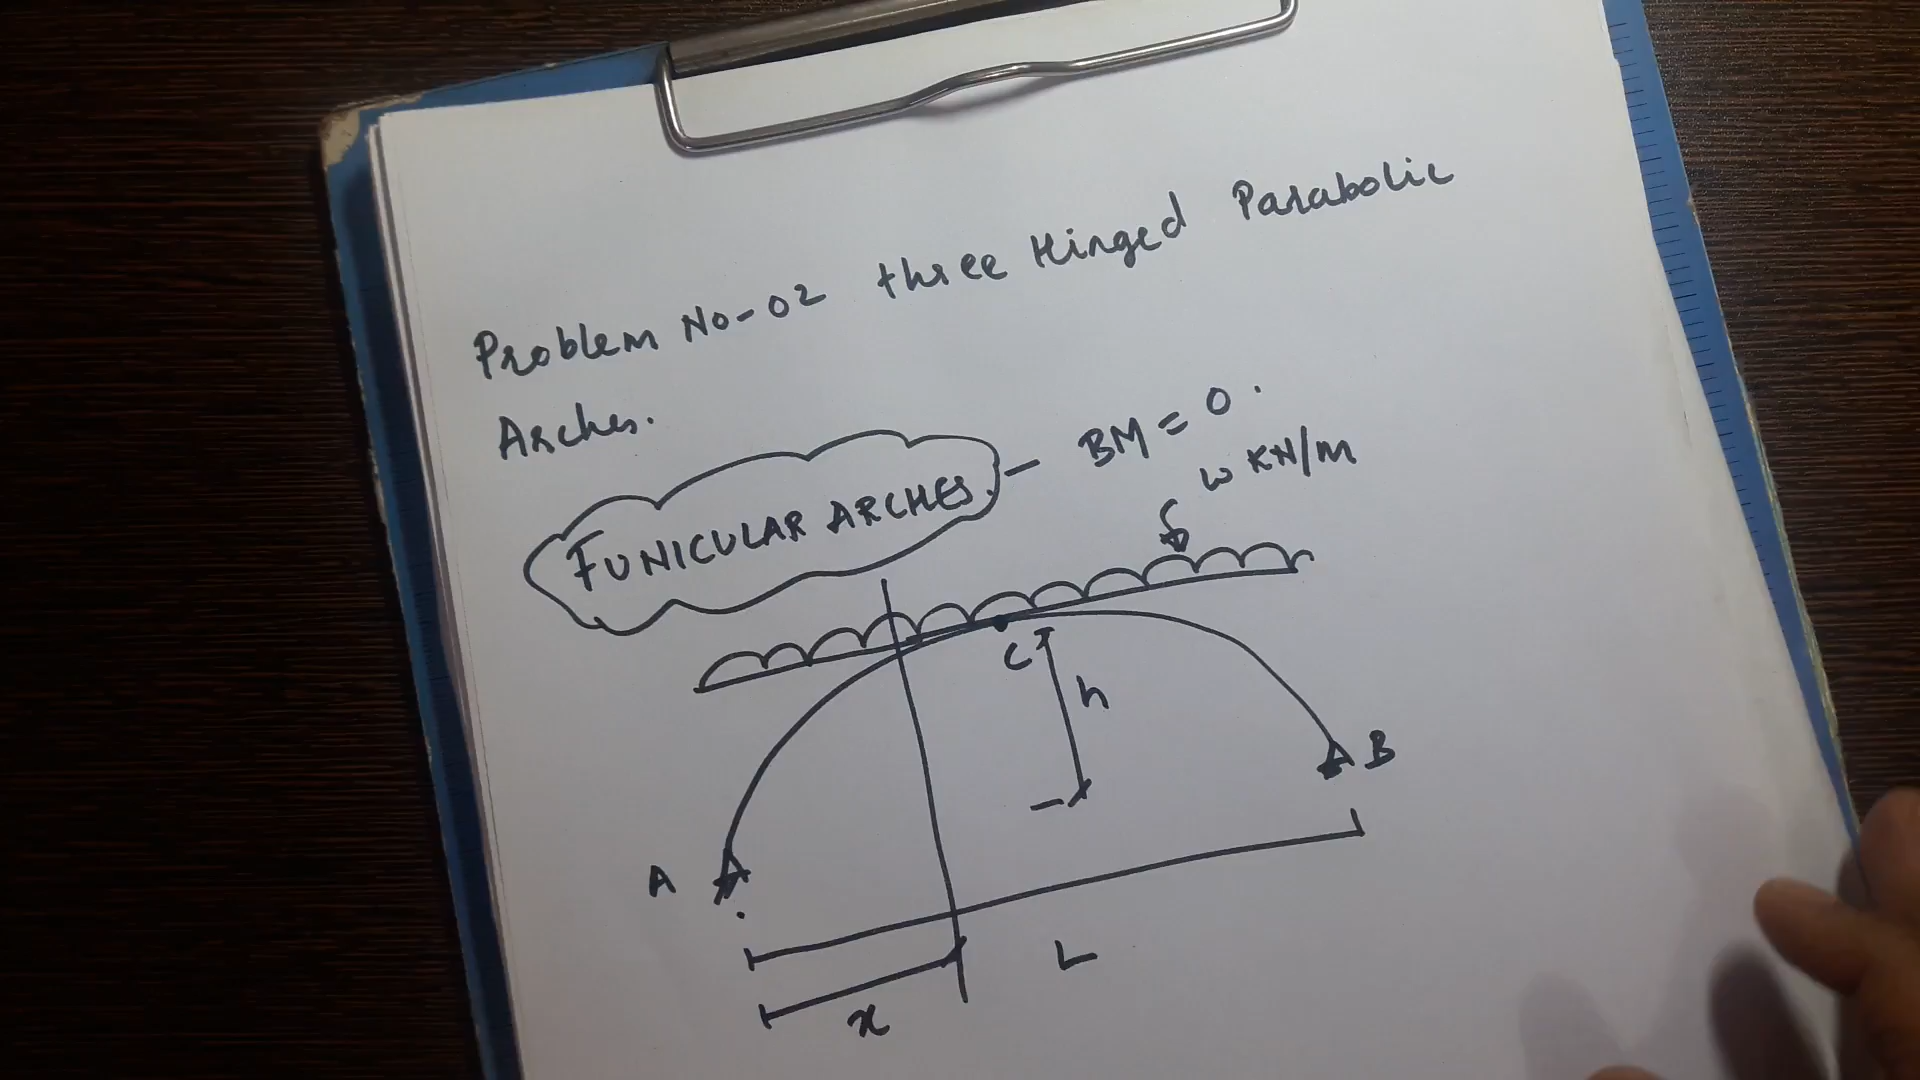 Problem No-02 three Hinged Parabolic
Arches.
FUNICULAR ARCHES. - BM = 0.
w KN/m
C
h
A
B
L
x